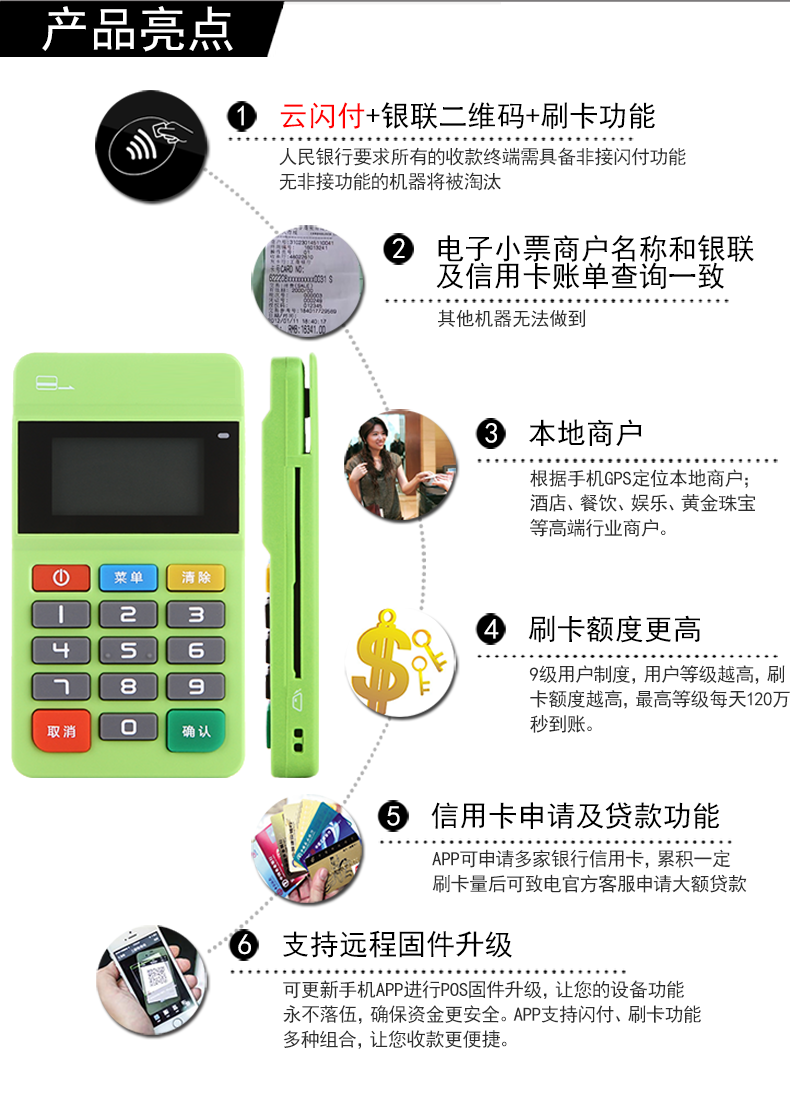 产品亮点
1 云闪付+银联二维码+刷卡功能
人民银行要求所有的收款终端需具备非接闪付功能
无非接功能的机器将被淘汰
2 电子小票商户名称和银联
及信用卡账单查询一致
其他机器无法做到
CARD NO:
RMB:16341.00
3 本地商户
根据手机GPS定位本地商户;
酒店、餐饮、娱乐、黄金珠宝
等高端行业商户。
菜单 清除
1 2 3
4 5 6
7 8 9
取消 0 确认
4 刷卡额度更高
9级用户制度,用户等级越高,刷
卡额度越高,最高等级每天120万
秒到账。
5 信用卡申请及贷款功能
APP可申请多家银行信用卡,累积一定
刷卡量后可致电官方客服申请大额贷款
6 支持远程固件升级
可更新手机APP进行POS固件升级,让您的设备功能
永不落伍,确保资金更安全。APP支持闪付、刷卡功能
多种组合,让您收款更便捷。